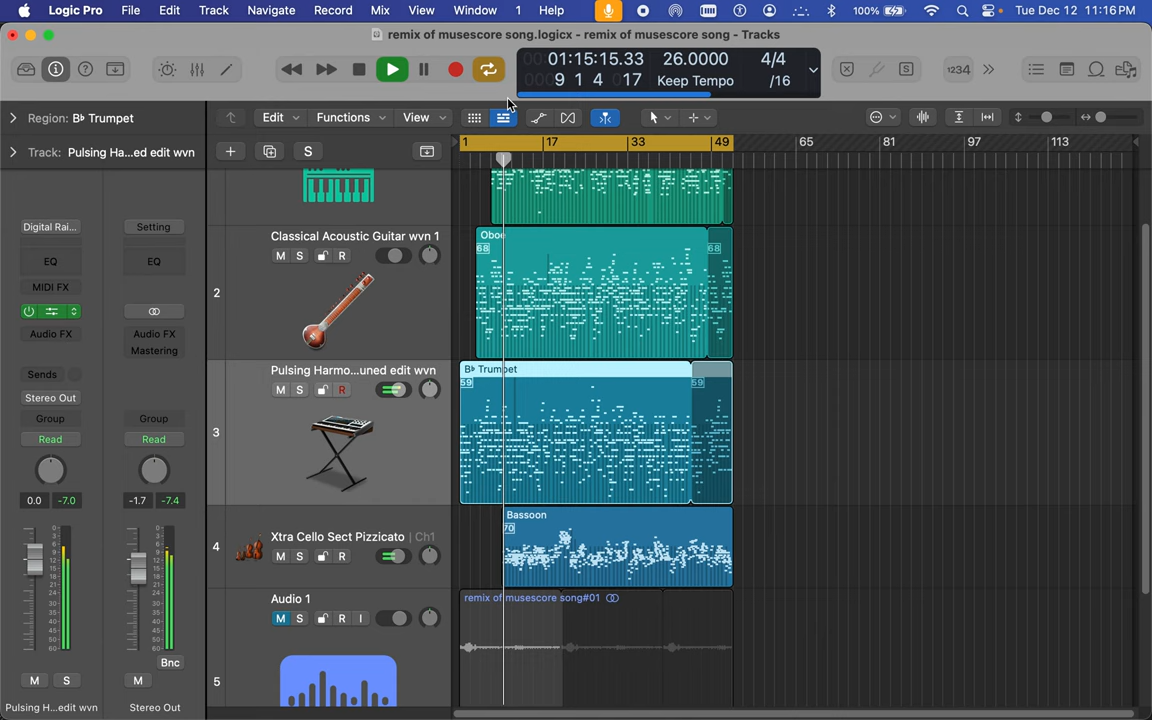 Logic Pro File Edit Track Navigate Record Mix View Window 1 Help 100% Tue Dec 12 11:16 PM
remix of musescore song.logicx - remix of musescore song - Tracks
01:15:15.33 26.0000 4/4
9 1 4 017 Keep Tempo /16
1234
Region: B♭ Trumpet
Edit Functions View
Track: Pulsing Ha...ed edit wvn
S
1 17 33 49 65 81 97 113
Digital Rai...
Setting
EQ
EQ
MIDI FX
Audio FX
Audio FX
Mastering
Sends
Stereo Out
Group
Group
Read
Read
0.0 -7.0 -1.7 -7.4
Bnc
M S M
Pulsing H...edit wvn Stereo Out
2
Classical Acoustic Guitar wvn 1
M S R
Oboe
68
68
3
Pulsing Harmo...uned edit wvn
M S R
B♭ Trumpet
59
59
4
Xtra Cello Sect Pizzicato | Ch1
M S R
Bassoon
70
5
Audio 1
M S R I
remix of musescore song#01